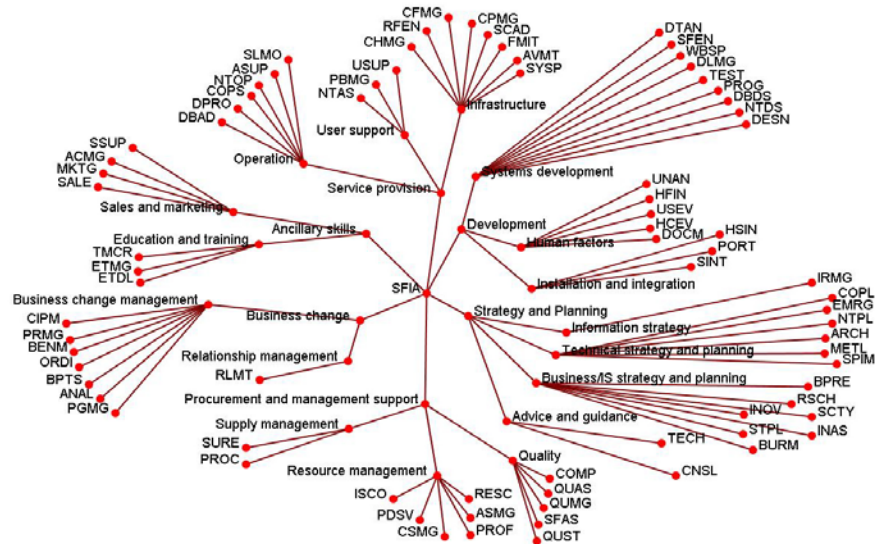 CFMG
CPMG
RFEN
SCAD
CHMG
FMIT
AVMT
SYSP
Infrastructure
USUP
PBMG
NTAS
User support
SLMO
ASUP
NTOP
COPS
DPRO
DBAD
Operation
Service provision
DTAN
SFEN
WBSP
DLMG
TEST
PROG
DBDS
NTDS
DESN
Systems development
SSUP
ACMG
MKTG
SALE
Sales and marketing
Education and training
TMCR
ETMG
ETDL
Ancillary skills
Development
UNAN
HFIN
USEV
HCEV
DOCM
Human factors
HSIN
PORT
SINT
Installation and integration
SFIA
Business change management
CIPM
PRMG
BENM
ORDI
BPTS
ANAL
PGMG
Business change
Relationship management
RLMT
Strategy and Planning
IRMG
Information strategy
COPL
EMRG
NTPL
ARCH
METL
SPIM
Technical strategy and planning
Business/IS strategy and planning
BPRE
RSCH
SCTY
INOV
INAS
STPL
BURM
Advice and guidance
TECH
CNSL
Procurement and management support
Supply management
SURE
PROC
Resource management
ISCO
PDSV
CSMG
RESC
ASMG
PROF
Quality
COMP
QUAS
QUMG
SFAS
QUST